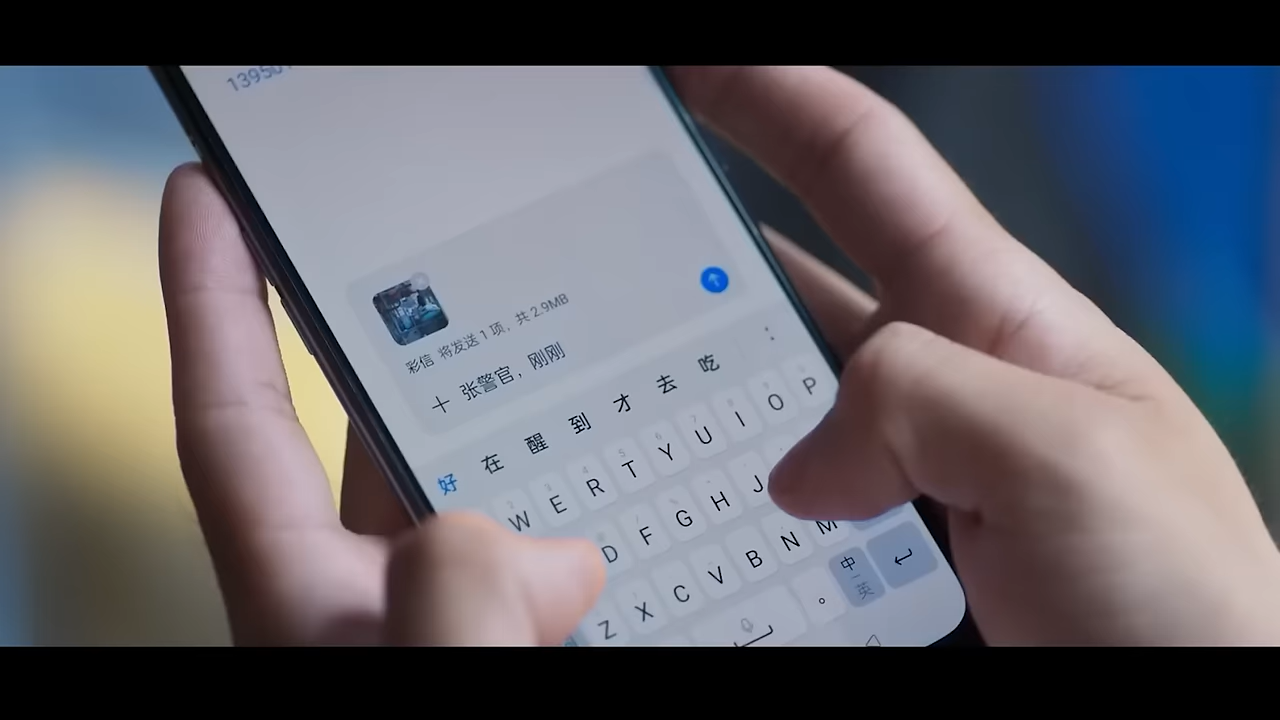 彩信 将发送 1 项，共 2.9MB
张警官，刚刚
好 在 醒 到 才 去 吃
W E R T Y U I O P
D F G H J
Z X C V B N M
。 中 英